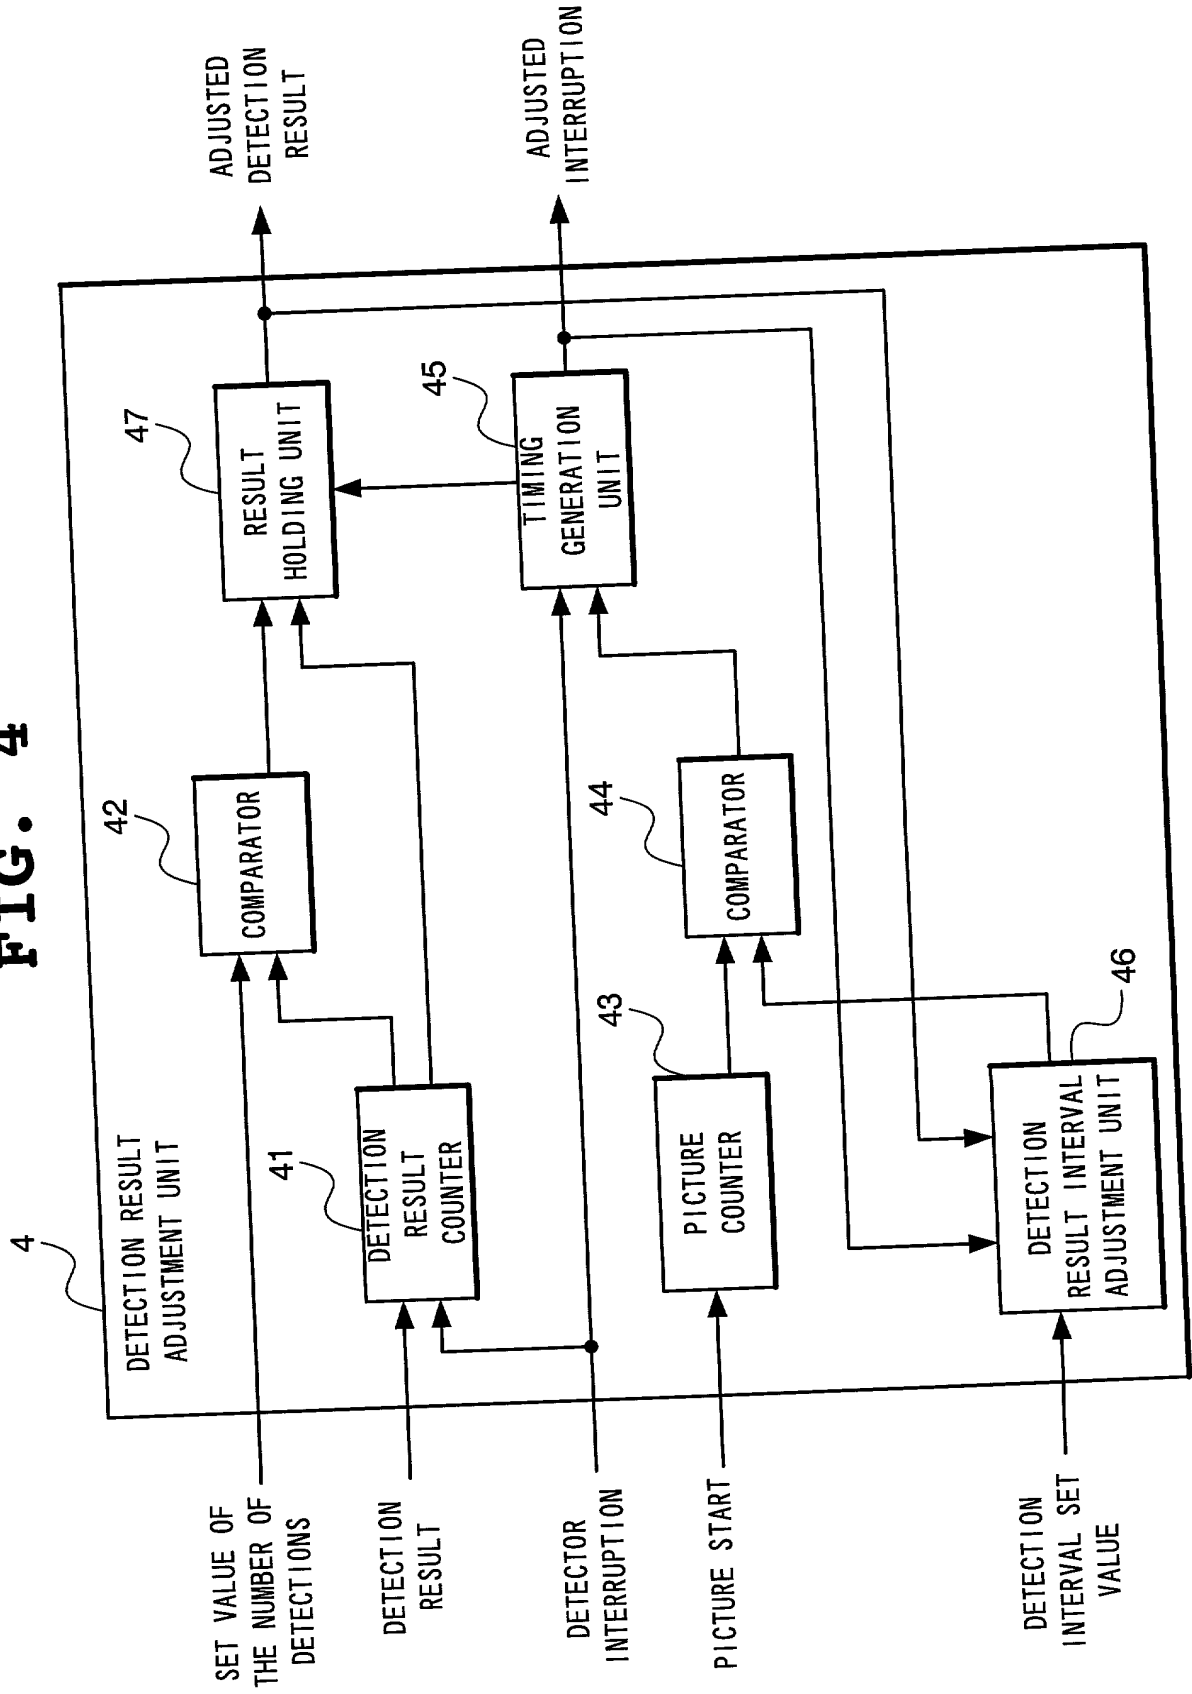 FIG. 4
4
DETECTION RESULT
ADJUSTMENT UNIT
SET VALUE OF
THE NUMBER OF
DETECTIONS
DETECTION
RESULT
DETECTOR
INTERRUPTION
PICTURE START
DETECTION
INTERVAL SET
VALUE
41
DETECTION
RESULT
COUNTER
42
COMPARATOR
43
PICTURE
COUNTER
44
COMPARATOR
45
TIMING
GENERATION
UNIT
46
DETECTION
RESULT INTERVAL
ADJUSTMENT UNIT
47
RESULT
HOLDING UNIT
ADJUSTED
DETECTION
RESULT
ADJUSTED
INTERRUPTION